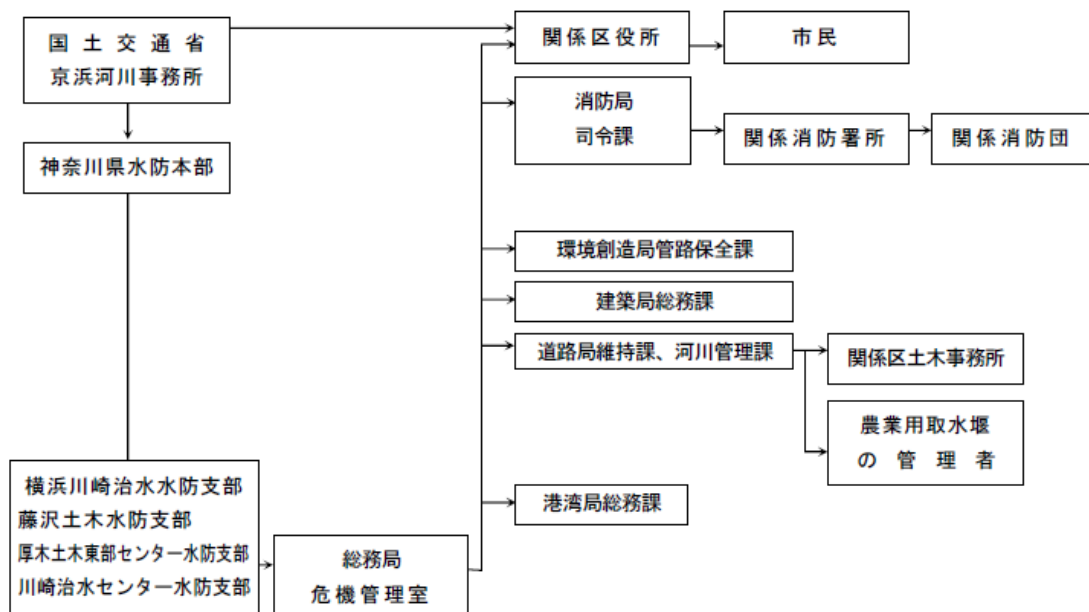 国土交通省
京浜河川事務所
関係区役所
市民
消防局
司令課
関係消防署所
関係消防団
神奈川県水防本部
環境創造局管路保全課
建築局総務課
道路局維持課、河川管理課
関係区土木事務所
農業用取水堰
の管理者
港湾局総務課
横浜川崎治水水防支部
藤沢土木水防支部
厚木土木東部センター水防支部
川崎治水センター水防支部
総務局
危機管理室